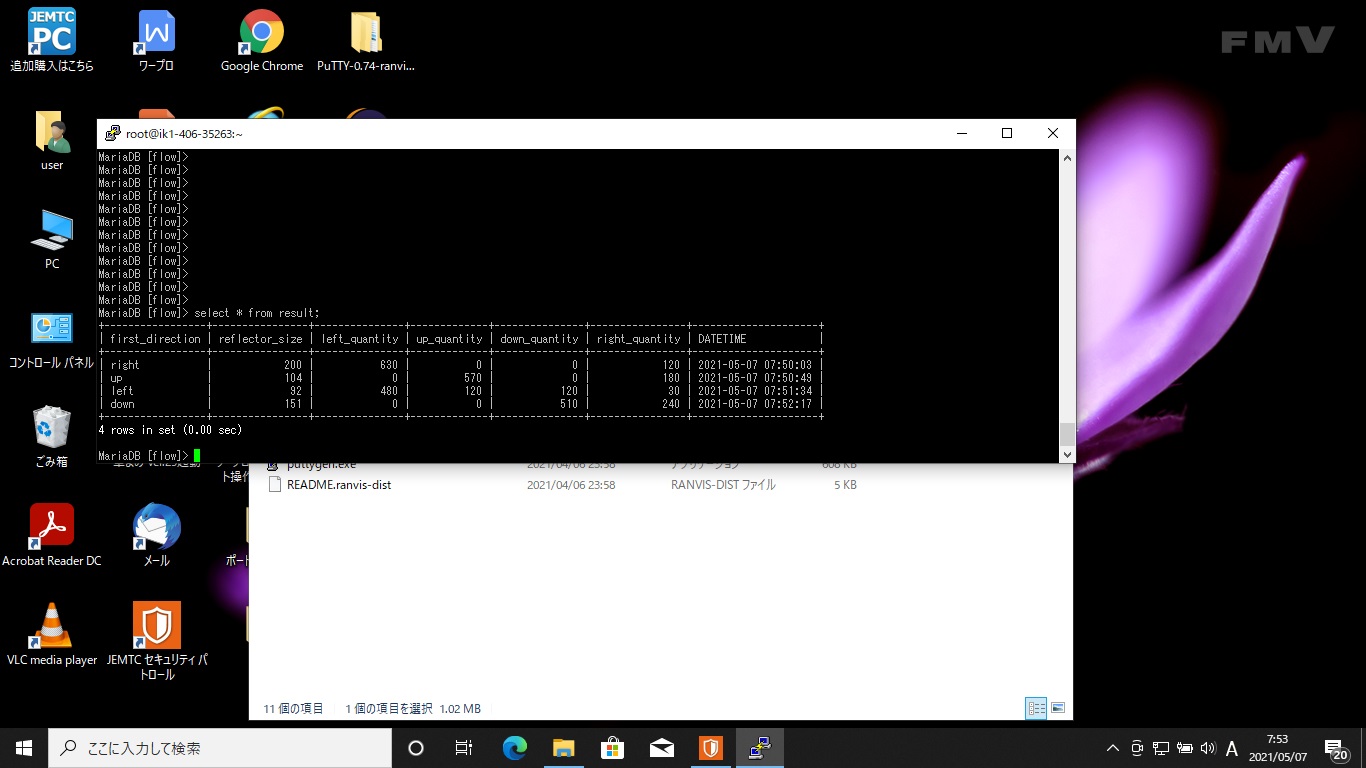 JEMTC
PC
追加購入はこちら
W
ワープロ
Google Chrome
PuTTY-0.74-ranvi...
FMV
user
PC
コントロール パネル
ごみ箱
Acrobat Reader DC
メール
ポート
VLC media player
JEMTC セキュリティパ
トロール
root@ik1-406-35263:~
MariaDB [flow]>
MariaDB [flow]>
MariaDB [flow]>
MariaDB [flow]>
MariaDB [flow]>
MariaDB [flow]>
MariaDB [flow]>
MariaDB [flow]>
MariaDB [flow]>
MariaDB [flow]>
MariaDB [flow]>
MariaDB [flow]>
MariaDB [flow]> select * from result;
+-----------------+----------------+---------------+-------------+---------------+----------------+---------------------+
| first_direction | reflector_size | left_quantity | up_quantity | down_quantity | right_quantity | DATETIME            |
+-----------------+----------------+---------------+-------------+---------------+----------------+---------------------+
| right           |            200 |           630 |           0 |             0 |            120 | 2021-05-07 07:50:03 |
| up              |            104 |             0 |         570 |             0 |            180 | 2021-05-07 07:50:49 |
| left            |             92 |           480 |         120 |           120 |             30 | 2021-05-07 07:51:34 |
| down            |            151 |             0 |           0 |           510 |            240 | 2021-05-07 07:52:17 |
+-----------------+----------------+---------------+-------------+---------------+----------------+---------------------+
4 rows in set (0.00 sec)
MariaDB [flow]>
puttygen.exe 2021/04/06 23:58 アプリケーション 608 KB
README.ranvis-dist 2021/04/06 23:58 RANVIS-DIST ファイル 5 KB
11 個の項目 1 個の項目を選択 1.02 MB
ここに入力して検索
A
7:53
2021/05/07
20